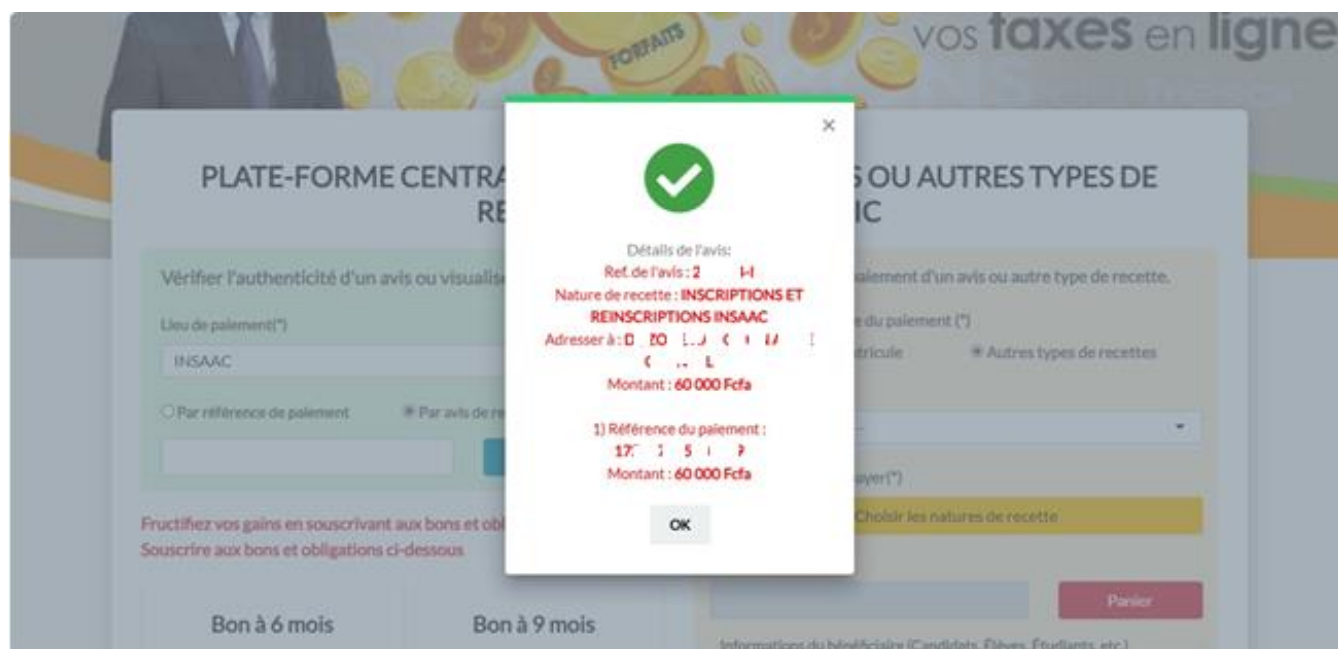 FORFAITS
vos taxes en ligne
PLATE-FORME CENTRA
S OU AUTRES TYPES DE
RE
IC
Détails de l'avis:
Ref. de l'avis : 2
Nature de recette : INSCRIPTIONS ET
REINSCRIPTIONS INSAAC
Adresser à : D
Montant : 60 000 Fcfa
1) Référence du paiement :
17
Montant : 60 000 Fcfa
OK
Vérifier l'authenticité d'un avis ou visualise
Lieu de paiement(*)
INSAAC
Par référence de paiement
Par avis de re
Fructifiez vos gains en souscrivant aux bons et obl
Souscrire aux bons et obligations ci-dessous
Bon à 6 mois
Bon à 9 mois
aiement d'un avis ou autre type de recette.
e du paiement (*)
atricule
Autres types de recettes
ayer(*)
Choisir les natures de recette
Panier
Informations du bénéficiaire (Candidats, Élèves, Étudiants, etc.)